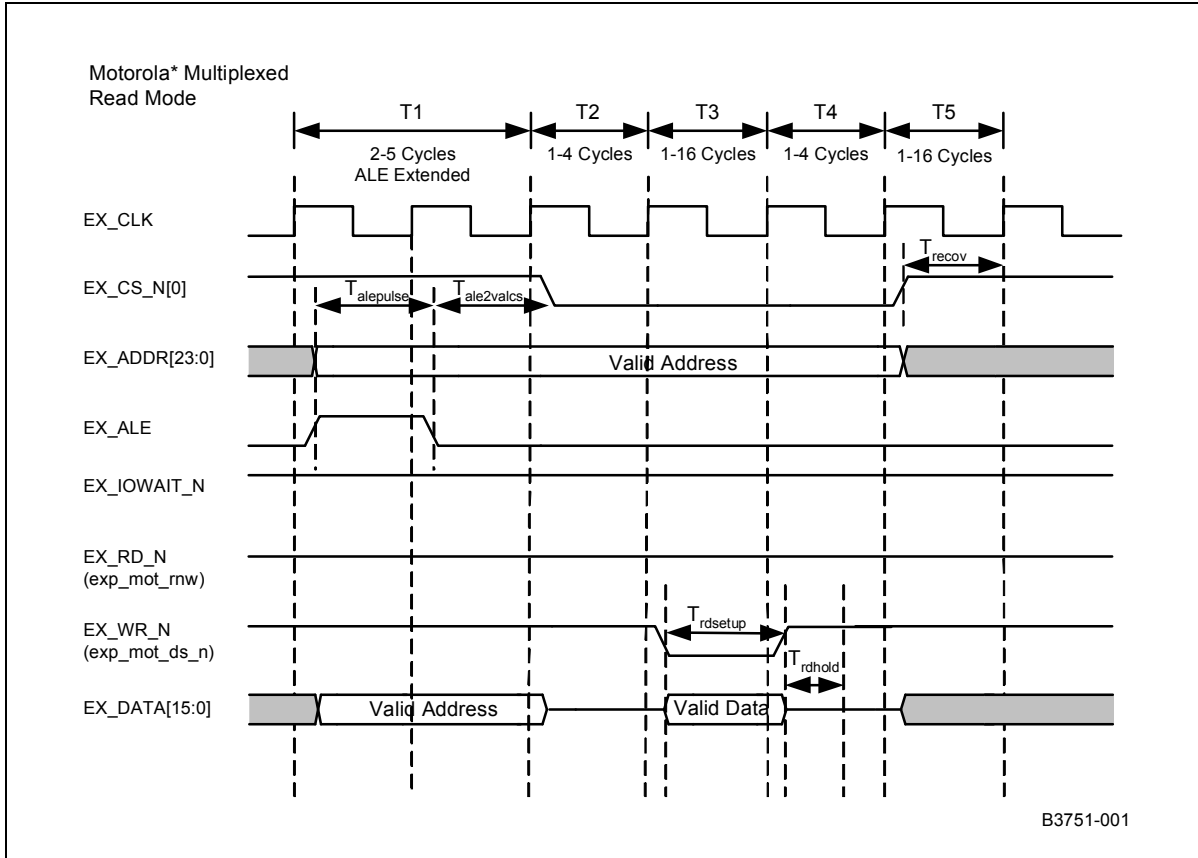 Motorola* Multiplexed
Read Mode
T1 T2 T3 T4 T5
2-5 Cycles 1-4 Cycles 1-16 Cycles 1-4 Cycles 1-16 Cycles
ALE Extended
EX_CLK
Trecov
EX_CS_N[0]
Talepulse Tale2valcs
EX_ADDR[23:0] Valid Address
EX_ALE
EX_IOWAIT_N
EX_RD_N
(exp_mot_rnw)
EX_WR_N Trdsetup
(exp_mot_ds_n)
Trdhold
EX_DATA[15:0] Valid Address Valid Data
B3751-001